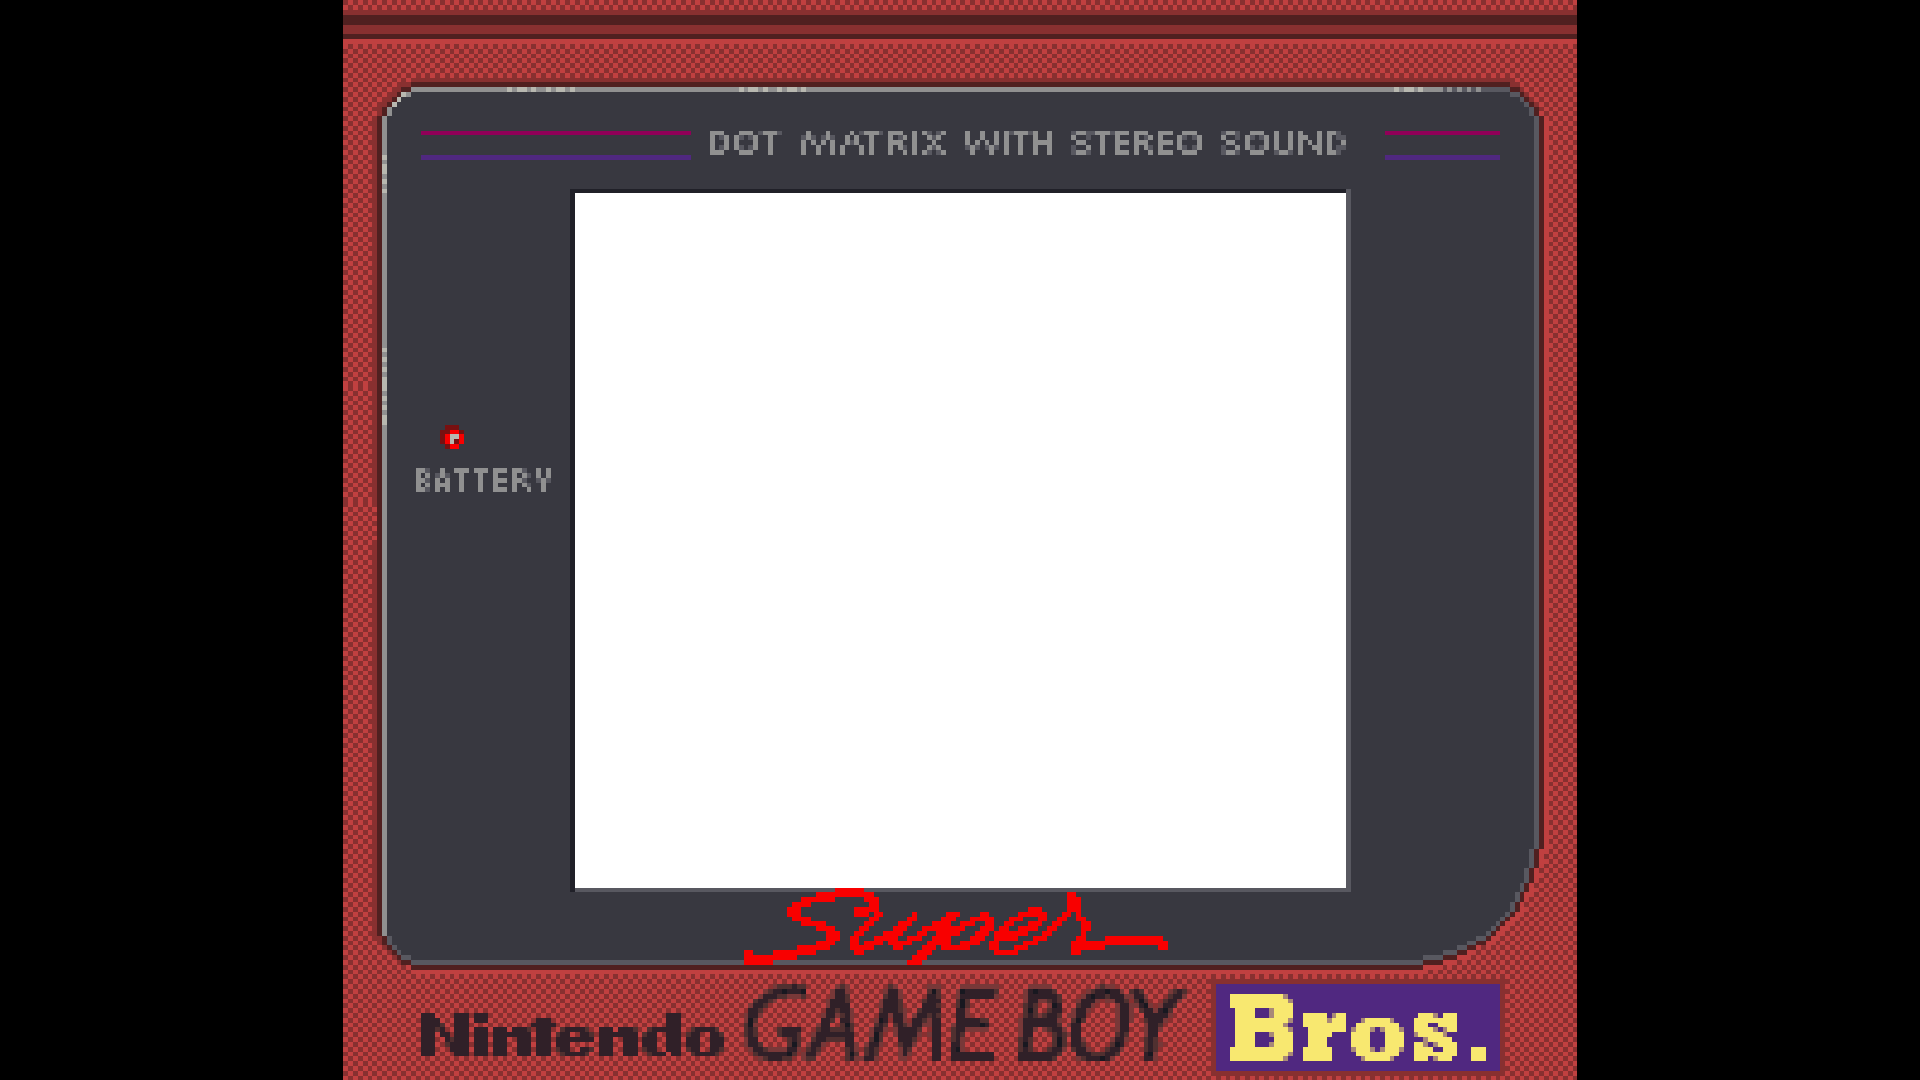 DOT MATRIX WITH STEREO SOUND
BATTERY
Super
Nintendo GAME BOY Bros.